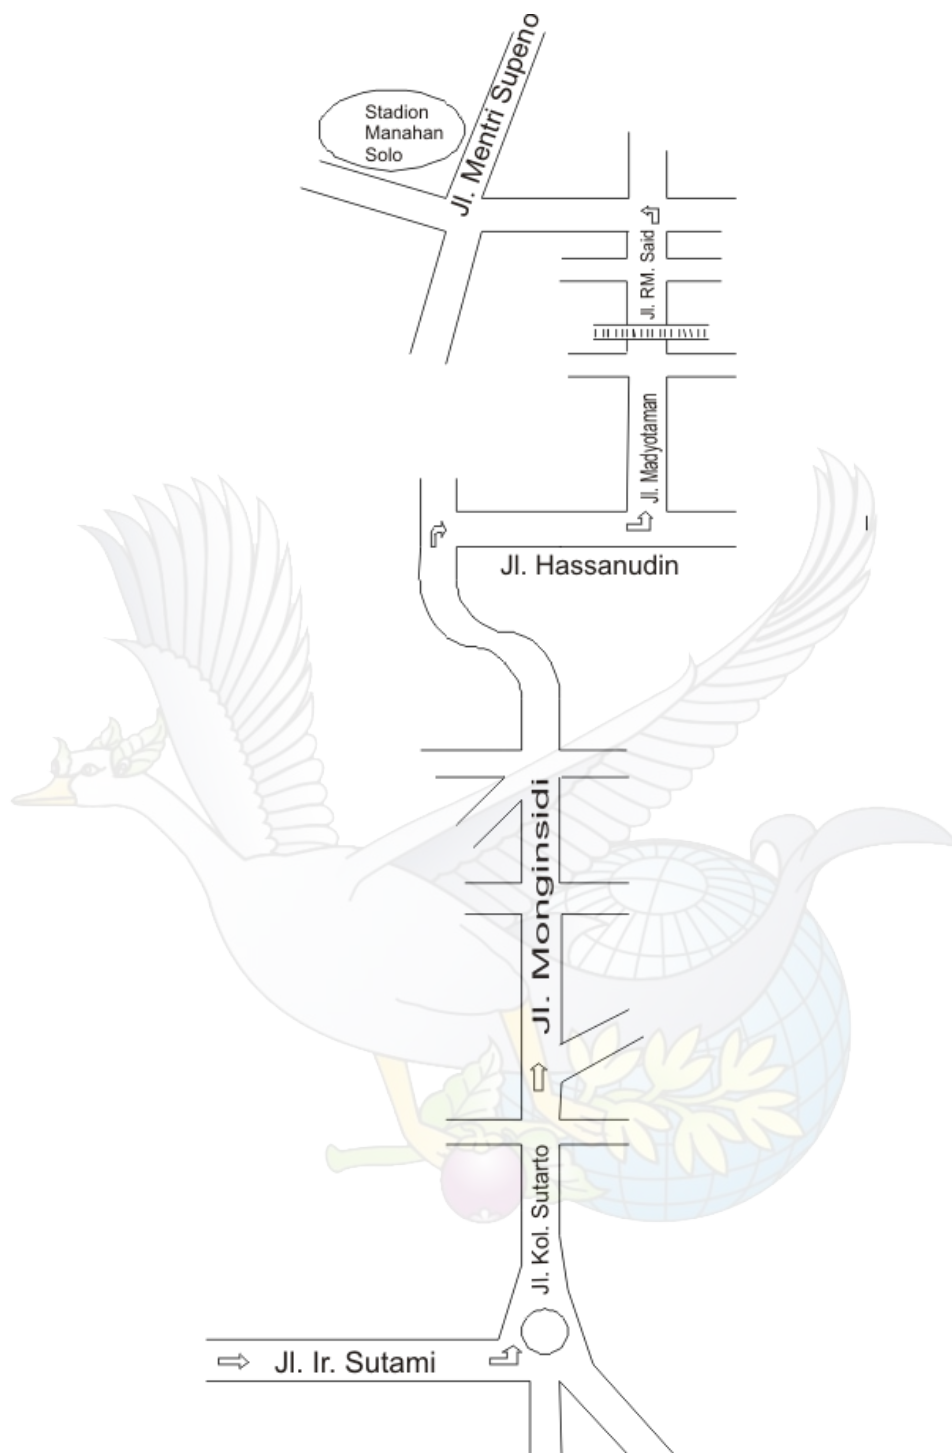 Stadion
Manahan
Solo
Jl. Mentri Supeno
Jl. RM. Said
Jl. Madyotaman
Jl. Hassanudin
Jl. Monginsidi
Jl. Kol. Sutarto
Jl. Ir. Sutami